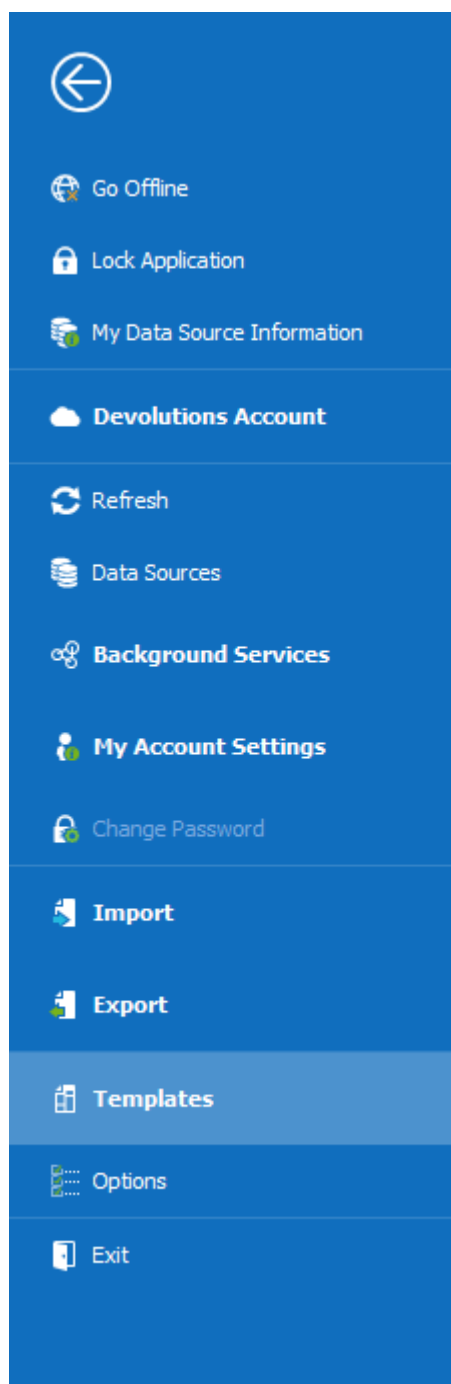 Go Offline
Lock Application
My Data Source Information
Devolutions Account
Refresh
Data Sources
Background Services
My Account Settings
Change Password
Import
Export
Templates
Options
Exit